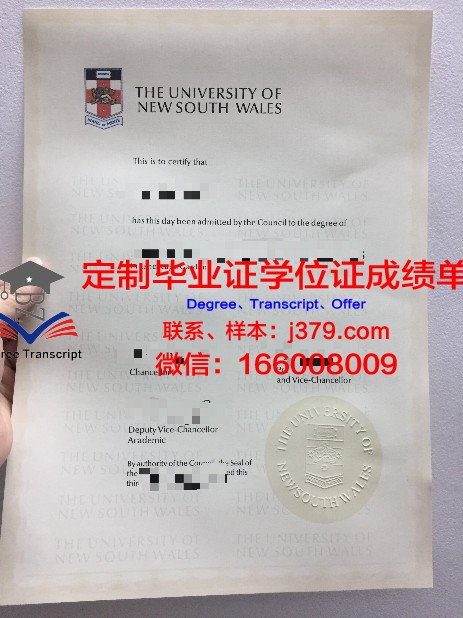 THE UNIVERSITY OF
NEW SOUTH WALES
This is to certify that
has this day been admitted by the Council to the degree of
定制毕业证学位证成绩单
Degree、Transcript、Offer
ree Transcript
联系、样本：j379.com
微信：166008009
Chancellor
and Vice-Chancellor
Deputy Vice-Chancellor
Academic
By authority of the Council, the Seal of
the
ed this
THE UNIVERSITY OF
NEW SOUTH WALES